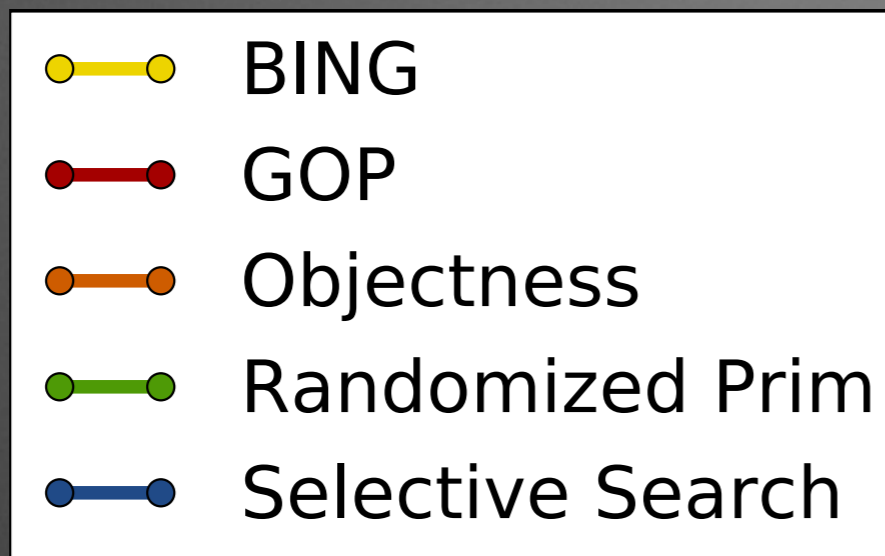 BING
GOP
Objectness
Randomized Prim
Selective Search